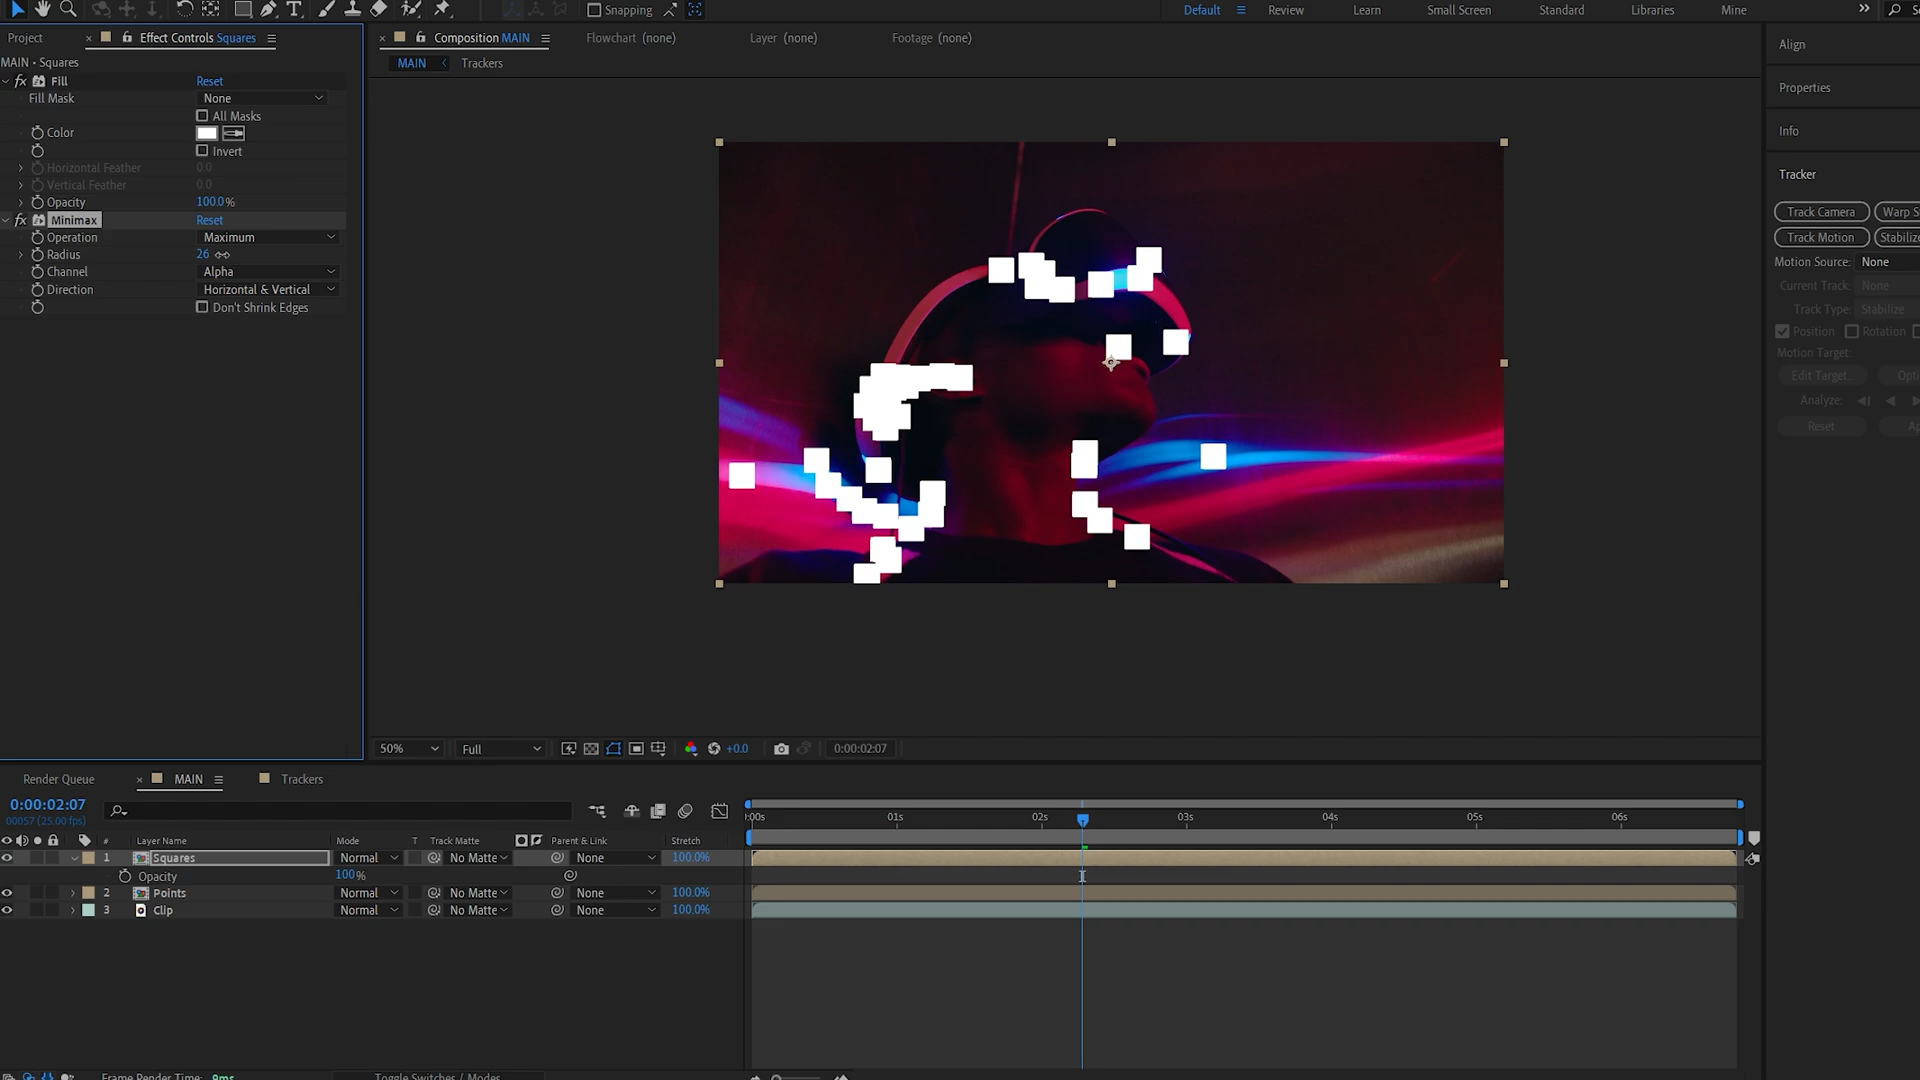 Snapping
Default
Review
Learn
Small Screen
Standard
Libraries
Mine
Project
Effect Controls Squares
Composition MAIN
Flowchart (none)
Layer (none)
Footage (none)
MAIN
Trackers
MAIN • Squares
fx Fill Reset
Fill Mask None
All Masks
Color
Invert
Horizontal Feather 0.0
Vertical Feather 0.0
Opacity 100.0%
fx Minimax Reset
Operation Maximum
Radius 26
Channel Alpha
Direction Horizontal & Vertical
Don't Shrink Edges
Align
Properties
Info
Tracker
Track Camera Warp S
Track Motion Stabiliz
Motion Source: None
Current Track: None
Track Type: Stabilize
Position Rotation
Motion Target:
Edit Target... Opti
Analyze:
Reset Ap
50% Full +0.0 0:00:02:07
Render Queue MAIN Trackers
0:00:02:07
00057 (25.00 fps)
:00s 01s 02s 03s 04s 05s 06s
# Layer Name Mode T Track Matte Parent & Link Stretch
1 Squares Normal No Matte None 100.0%
Opacity 100%
2 Points Normal No Matte None 100.0%
3 Clip Normal No Matte None 100.0%
Frame Render Time: 9ms Toggle Switches / Modes